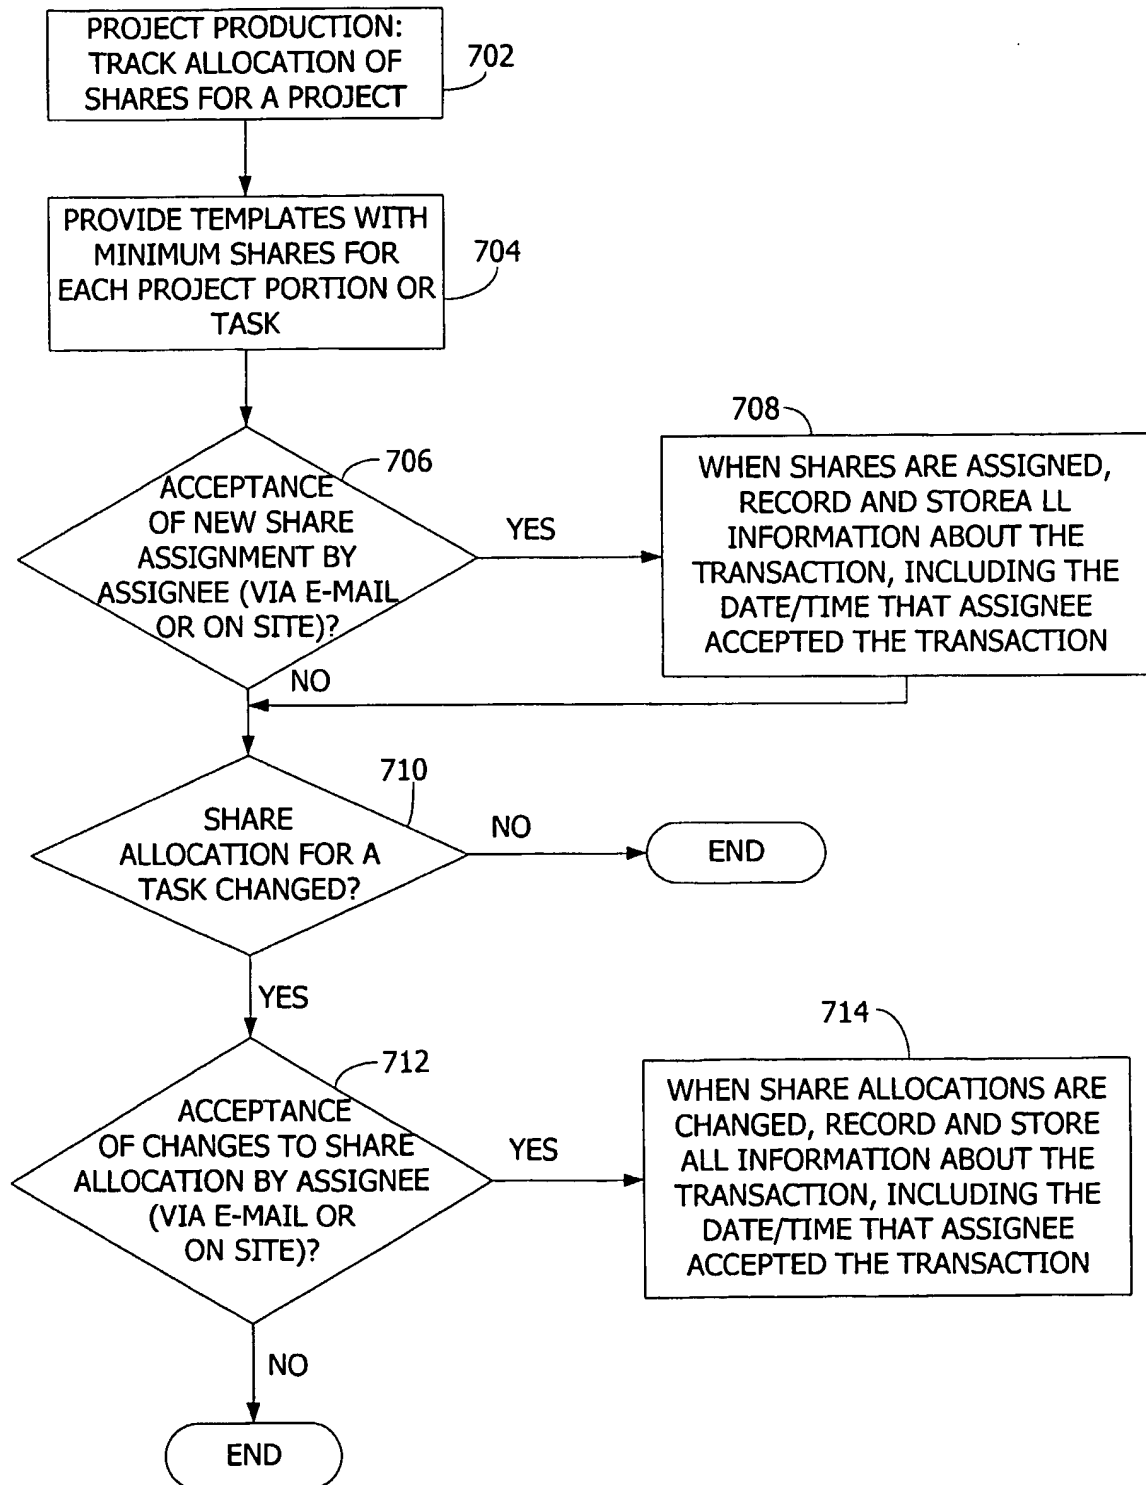 PROJECT PRODUCTION:
TRACK ALLOCATION OF
SHARES FOR A PROJECT
702
PROVIDE TEMPLATES WITH
MINIMUM SHARES FOR
EACH PROJECT PORTION OR
TASK
704
706
ACCEPTANCE
OF NEW SHARE
ASSIGNMENT BY
ASSIGNEE (VIA E-MAIL
OR ON SITE)?
YES
NO
708
WHEN SHARES ARE ASSIGNED,
RECORD AND STOREA LL
INFORMATION ABOUT THE
TRANSACTION, INCLUDING THE
DATE/TIME THAT ASSIGNEE
ACCEPTED THE TRANSACTION
710
SHARE
ALLOCATION FOR A
TASK CHANGED?
NO
END
YES
712
ACCEPTANCE
OF CHANGES TO SHARE
ALLOCATION BY ASSIGNEE
(VIA E-MAIL OR
ON SITE)?
YES
714
WHEN SHARE ALLOCATIONS ARE
CHANGED, RECORD AND STORE
ALL INFORMATION ABOUT THE
TRANSACTION, INCLUDING THE
DATE/TIME THAT ASSIGNEE
ACCEPTED THE TRANSACTION
NO
END